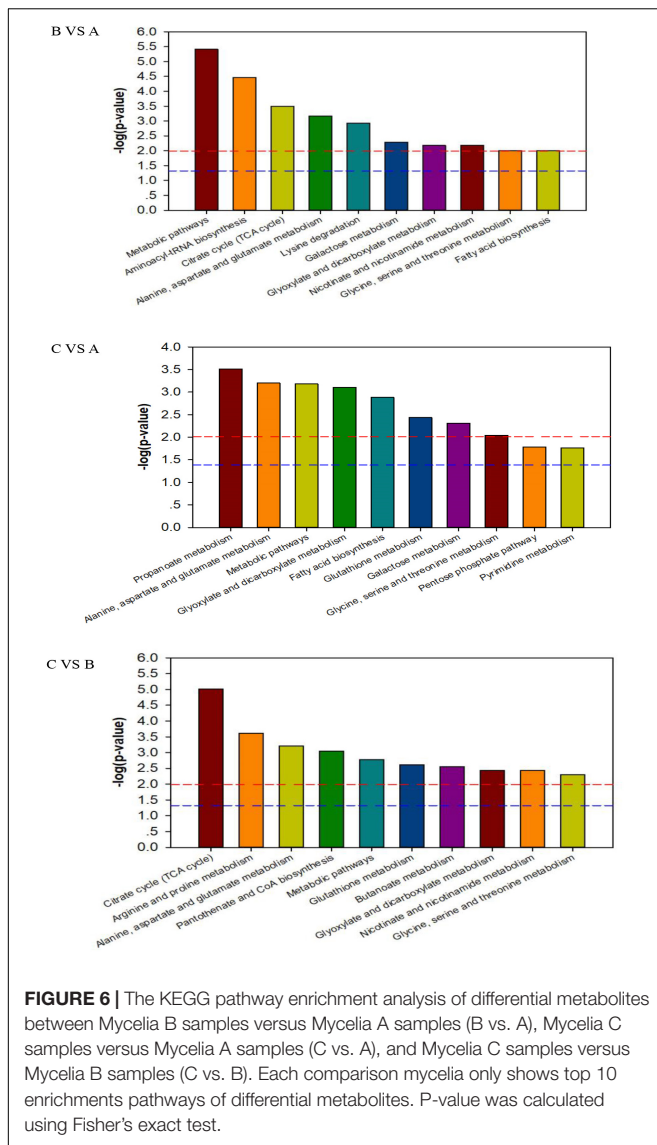 B VS A
-log(p-value)
6.0
5.5
5.0
4.5
4.0
3.5
3.0
2.5
2.0
1.5
1.0
.5
0.0
Metabolic pathways
Aminoacyl-tRNA biosynthesis
Citrate cycle (TCA cycle)
Alanine, aspartate and glutamate metabolism
Lysine degradation
Galactose metabolism
Glyoxylate and dicarboxylate metabolism
Nicotinate and nicotinamide metabolism
Glycine, serine and threonine metabolism
Fatty acid biosynthesis
C VS A
-log(p-value)
4.0
3.5
3.0
2.5
2.0
1.5
1.0
.5
0.0
Propanoate metabolism
Alanine, aspartate and glutamate metabolism
Metabolic pathways
Glyoxylate and dicarboxylate metabolism
Fatty acid biosynthesis
Glutathione metabolism
Galactose metabolism
Glycine, serine and threonine metabolism
Pentose phosphate pathway
Pyrimidine metabolism
C VS B
-log(p-value)
6.0
5.5
5.0
4.5
4.0
3.5
3.0
2.5
2.0
1.5
1.0
.5
0.0
Citrate cycle (TCA cycle)
Arginine and proline metabolism
Alanine, aspartate and glutamate metabolism
Pantothenate and CoA biosynthesis
Metabolic pathways
Glutathione metabolism
Butanoate metabolism
Glyoxylate and dicarboxylate metabolism
Nicotinate and nicotinamide metabolism
Glycine, serine and threonine metabolism
FIGURE 6 | The KEGG pathway enrichment analysis of differential metabolites
between Mycelia B samples versus Mycelia A samples (B vs. A), Mycelia C
samples versus Mycelia A samples (C vs. A), and Mycelia C samples versus
Mycelia B samples (C vs. B). Each comparison mycelia only shows top 10
enrichments pathways of differential metabolites. P-value was calculated
using Fisher's exact test.